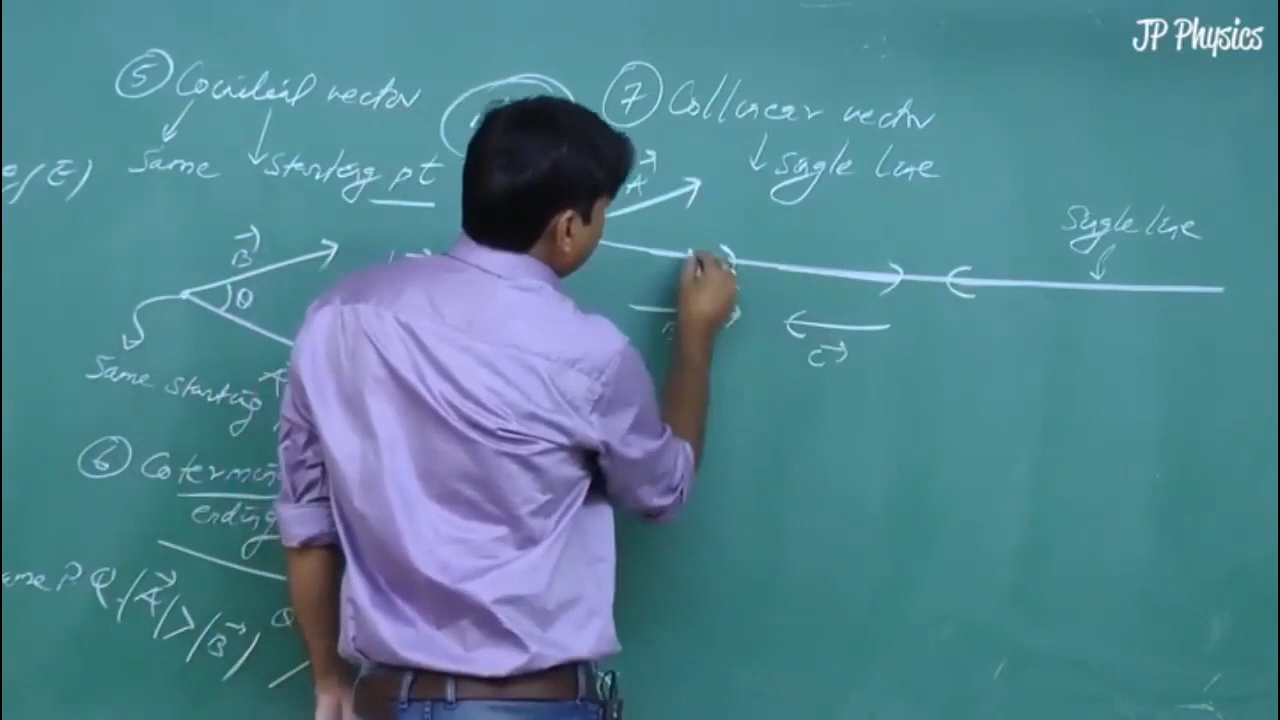 JP Physics
5 Coinitial vector
Same
starting pt
B
θ
Same starting
6
ending
|A|>|B|
7 Collinear vector
Single line
A
Single line
C